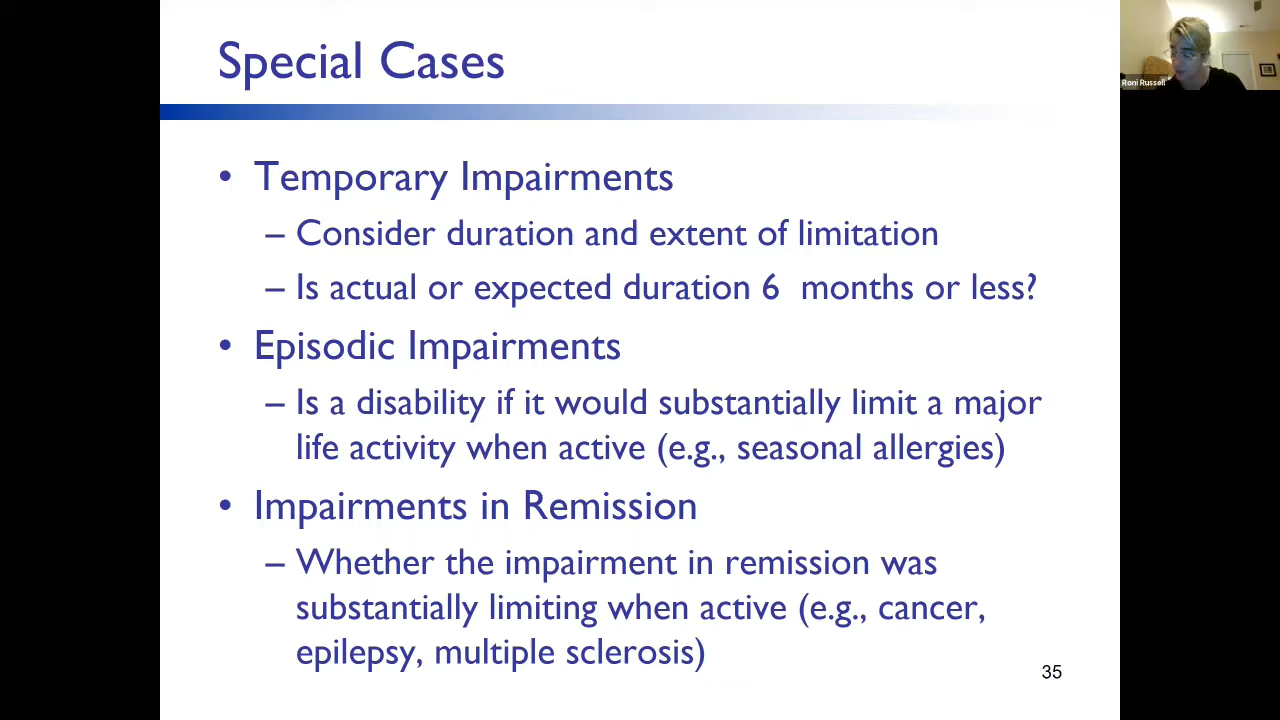 Special Cases
Roni Russell
• Temporary Impairments
– Consider duration and extent of limitation
– Is actual or expected duration 6  months or less?
• Episodic Impairments
– Is a disability if it would substantially limit a major
life activity when active (e.g., seasonal allergies)
• Impairments in Remission
– Whether the impairment in remission was
substantially limiting when active (e.g., cancer,
epilepsy, multiple sclerosis)
35